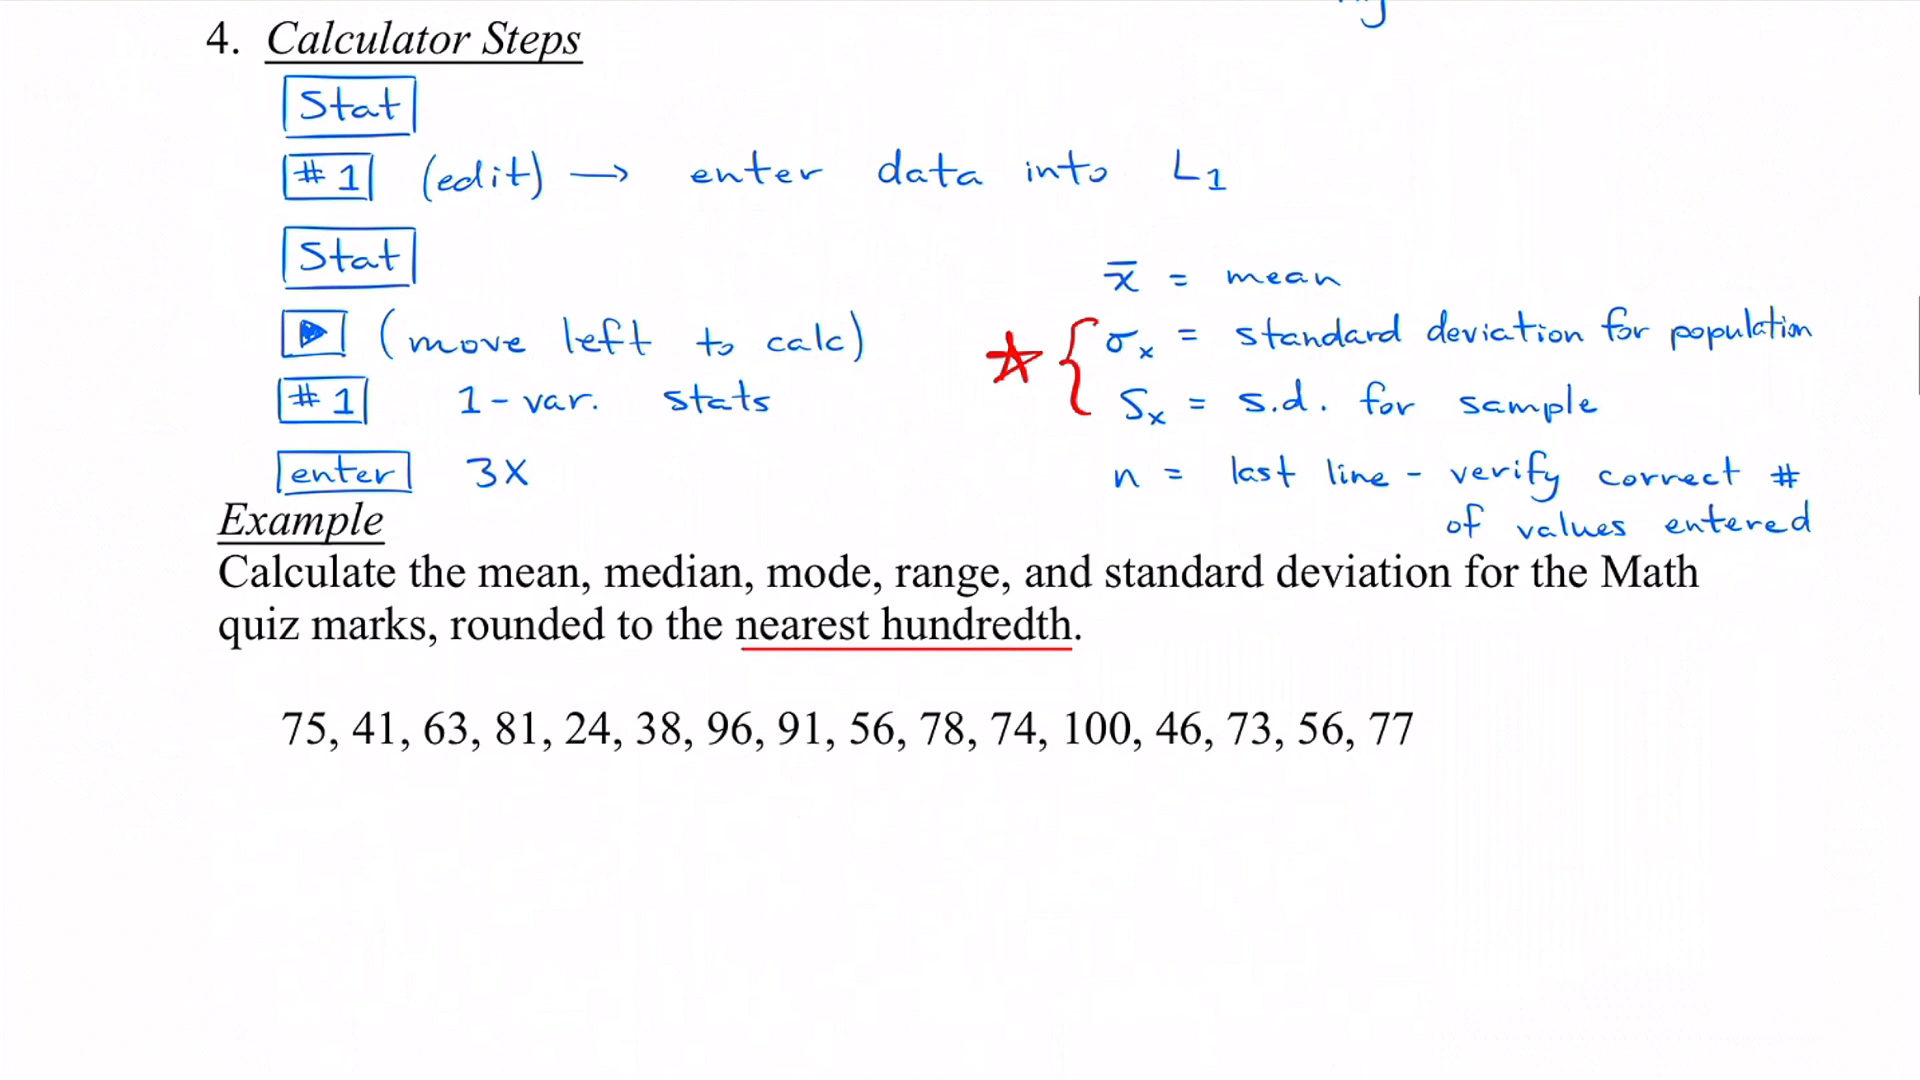 4. Calculator Steps
Stat
#1 (edit) → enter data into L₁
Stat
x̄ = mean
▶ (move left to calc)
σₓ = standard deviation for population
#1 1-var. stats
Sₓ = s.d. for sample
enter 3X
n = last line - verify correct #
of values entered
Example
Calculate the mean, median, mode, range, and standard deviation for the Math
quiz marks, rounded to the nearest hundredth.
75, 41, 63, 81, 24, 38, 96, 91, 56, 78, 74, 100, 46, 73, 56, 77